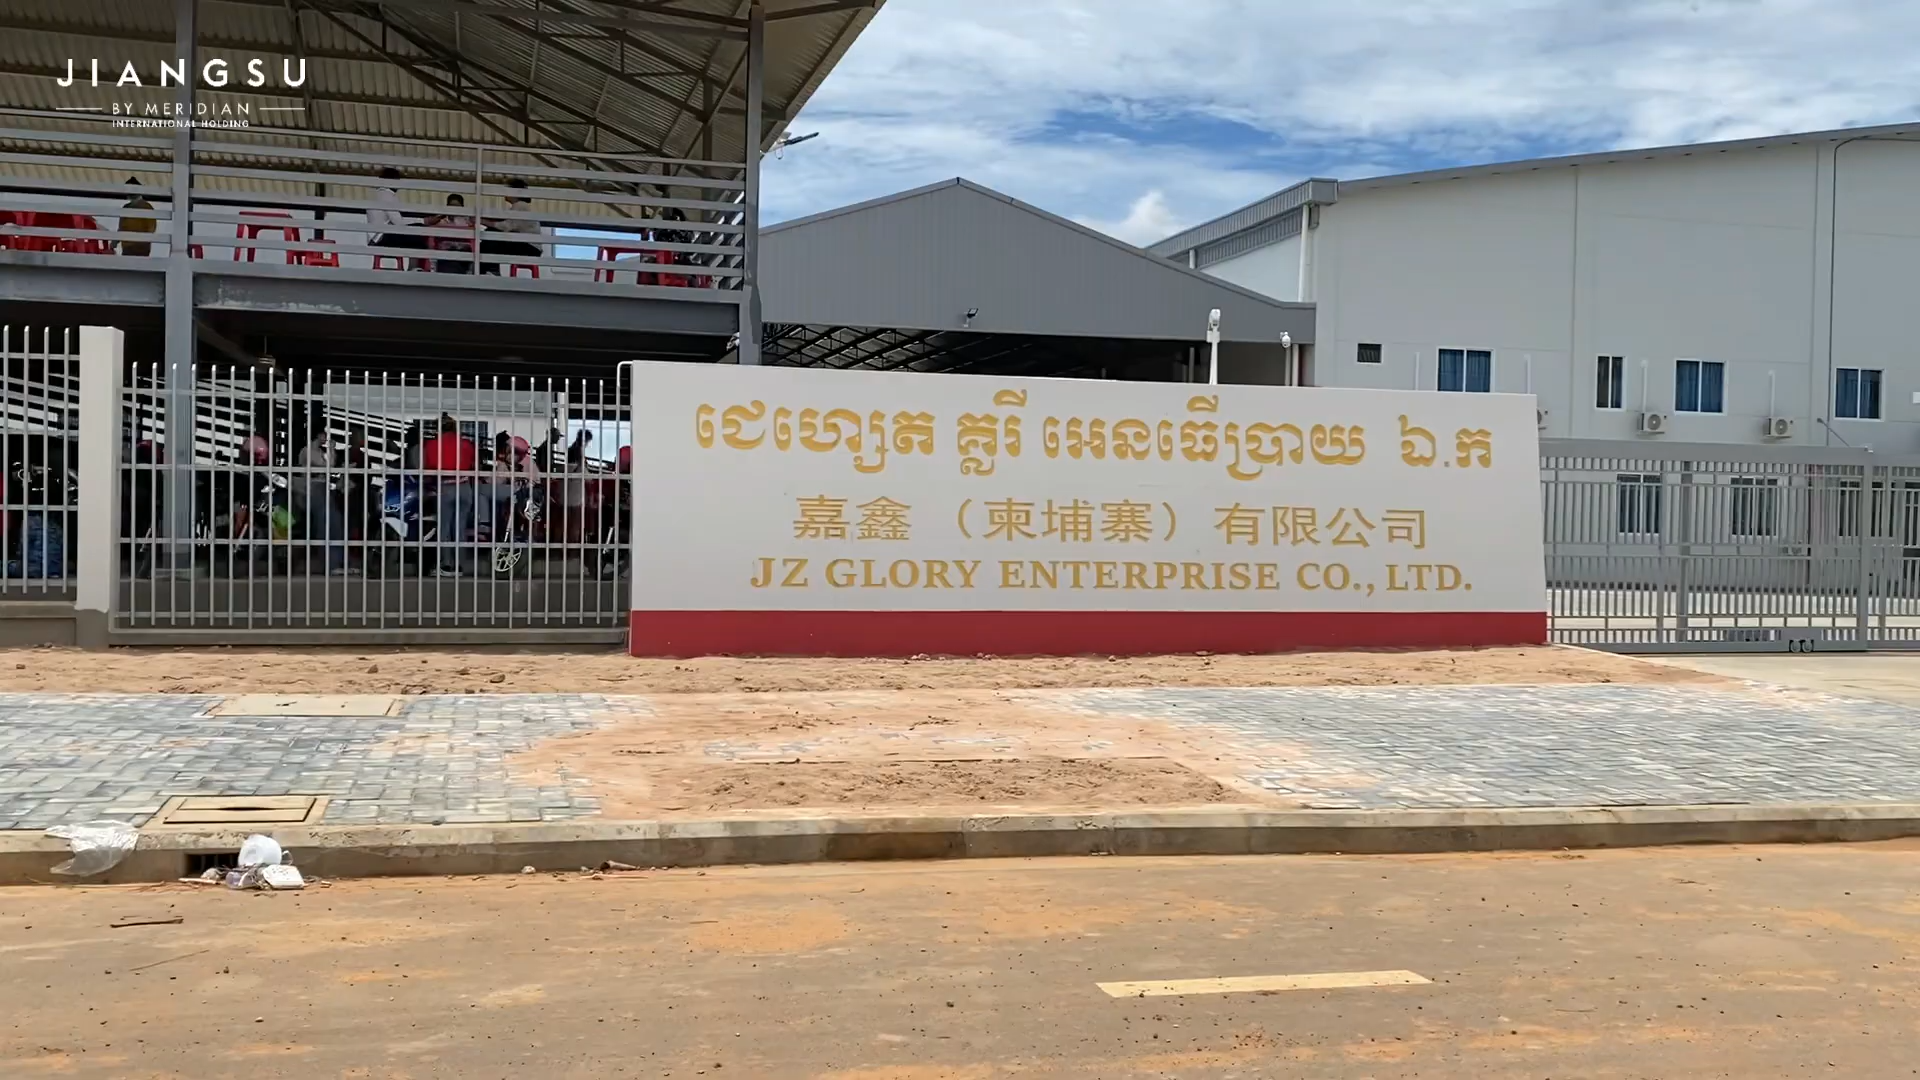 JIANGSU
BY MERIDIAN
INTERNATIONAL HOLDING
ជេហ្សេត គ្លូរី អេនធើប្រាយ ឯ.ក
嘉鑫（柬埔寨）有限公司
JZ GLORY ENTERPRISE CO., LTD.